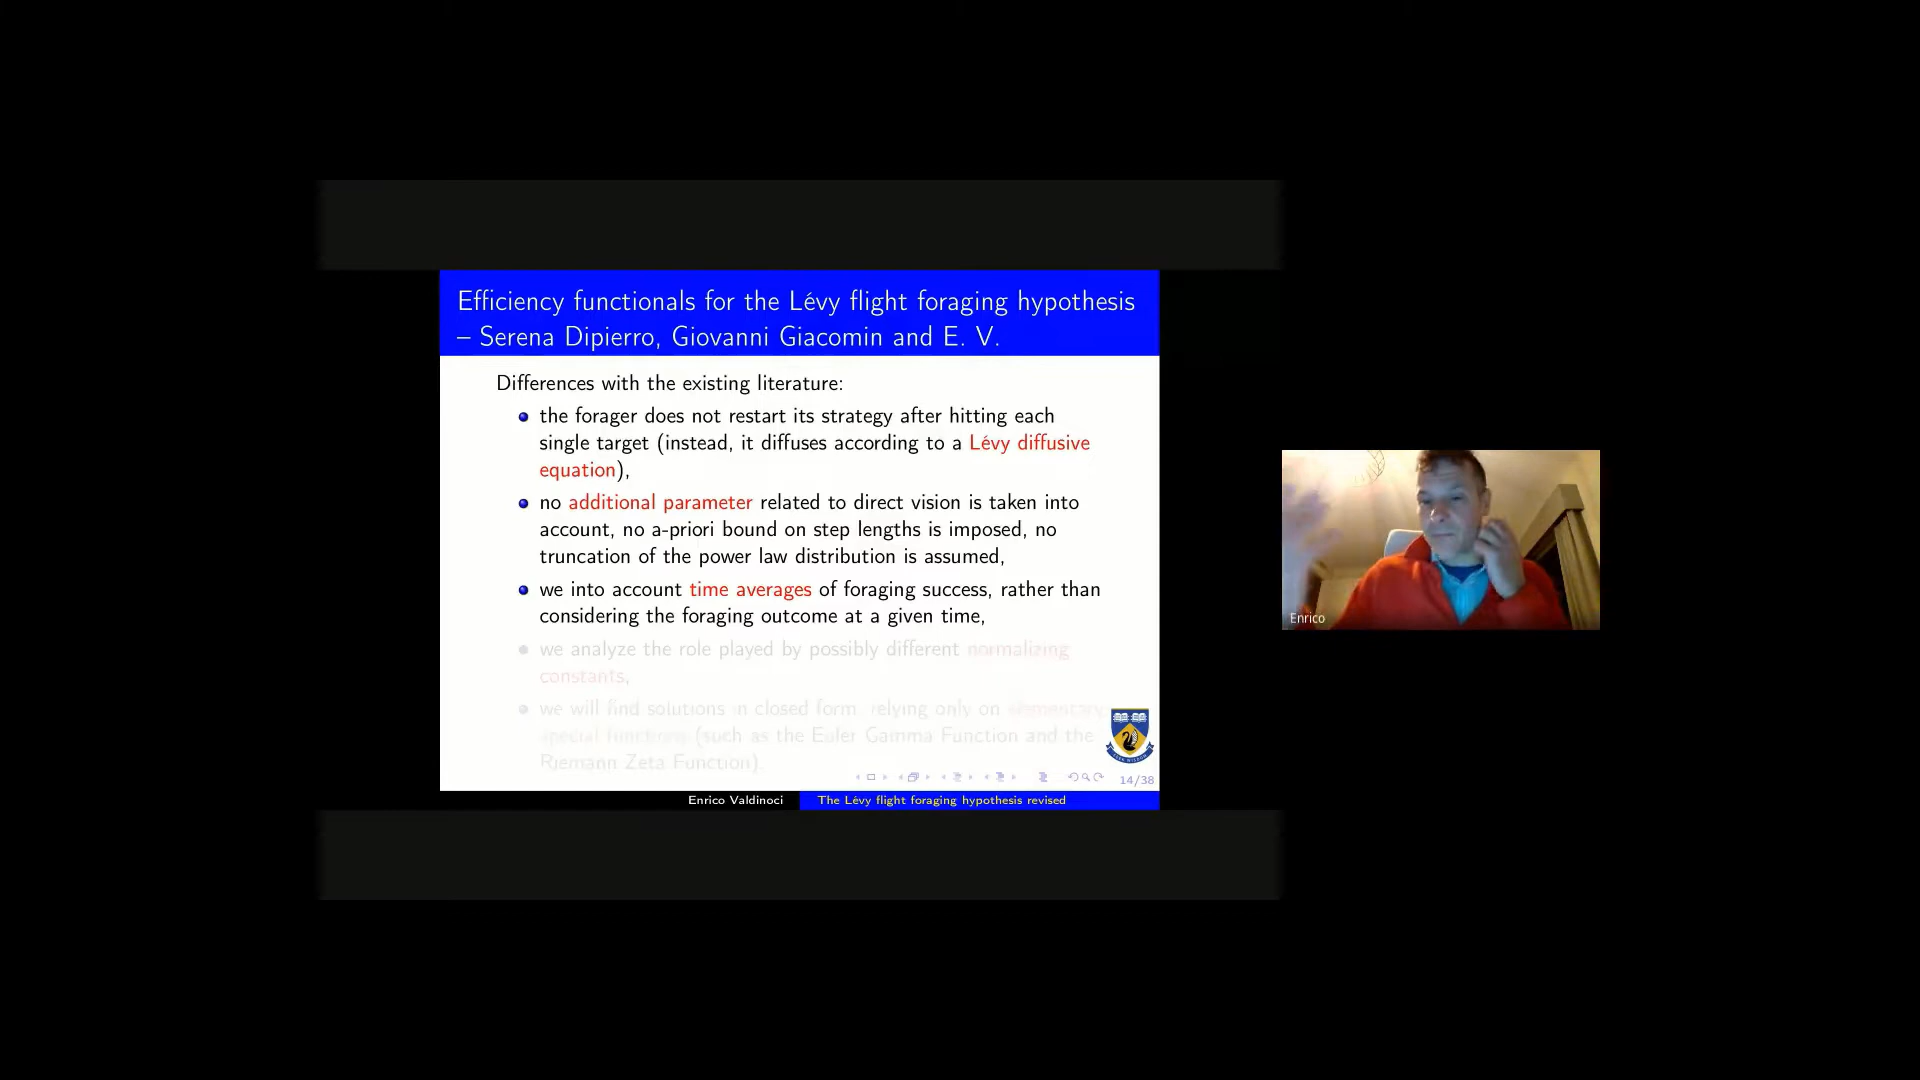 Efficiency functionals for the Lévy flight foraging hypothesis
– Serena Dipierro, Giovanni Giacomin and E. V.
Differences with the existing literature:
the forager does not restart its strategy after hitting each
single target (instead, it diffuses according to a Lévy diffusive
equation),
no additional parameter related to direct vision is taken into
account, no a-priori bound on step lengths is imposed, no
truncation of the power law distribution is assumed,
we into account time averages of foraging success, rather than
considering the foraging outcome at a given time,
we analyze the role played by possibly different normalizing
constants,
we will find solutions in closed form relying only on elementary
special functions (such as the Euler Gamma Function and the
Riemann Zeta Function).
14/38
Enrico Valdinoci
The Lévy flight foraging hypothesis revised
Enrico